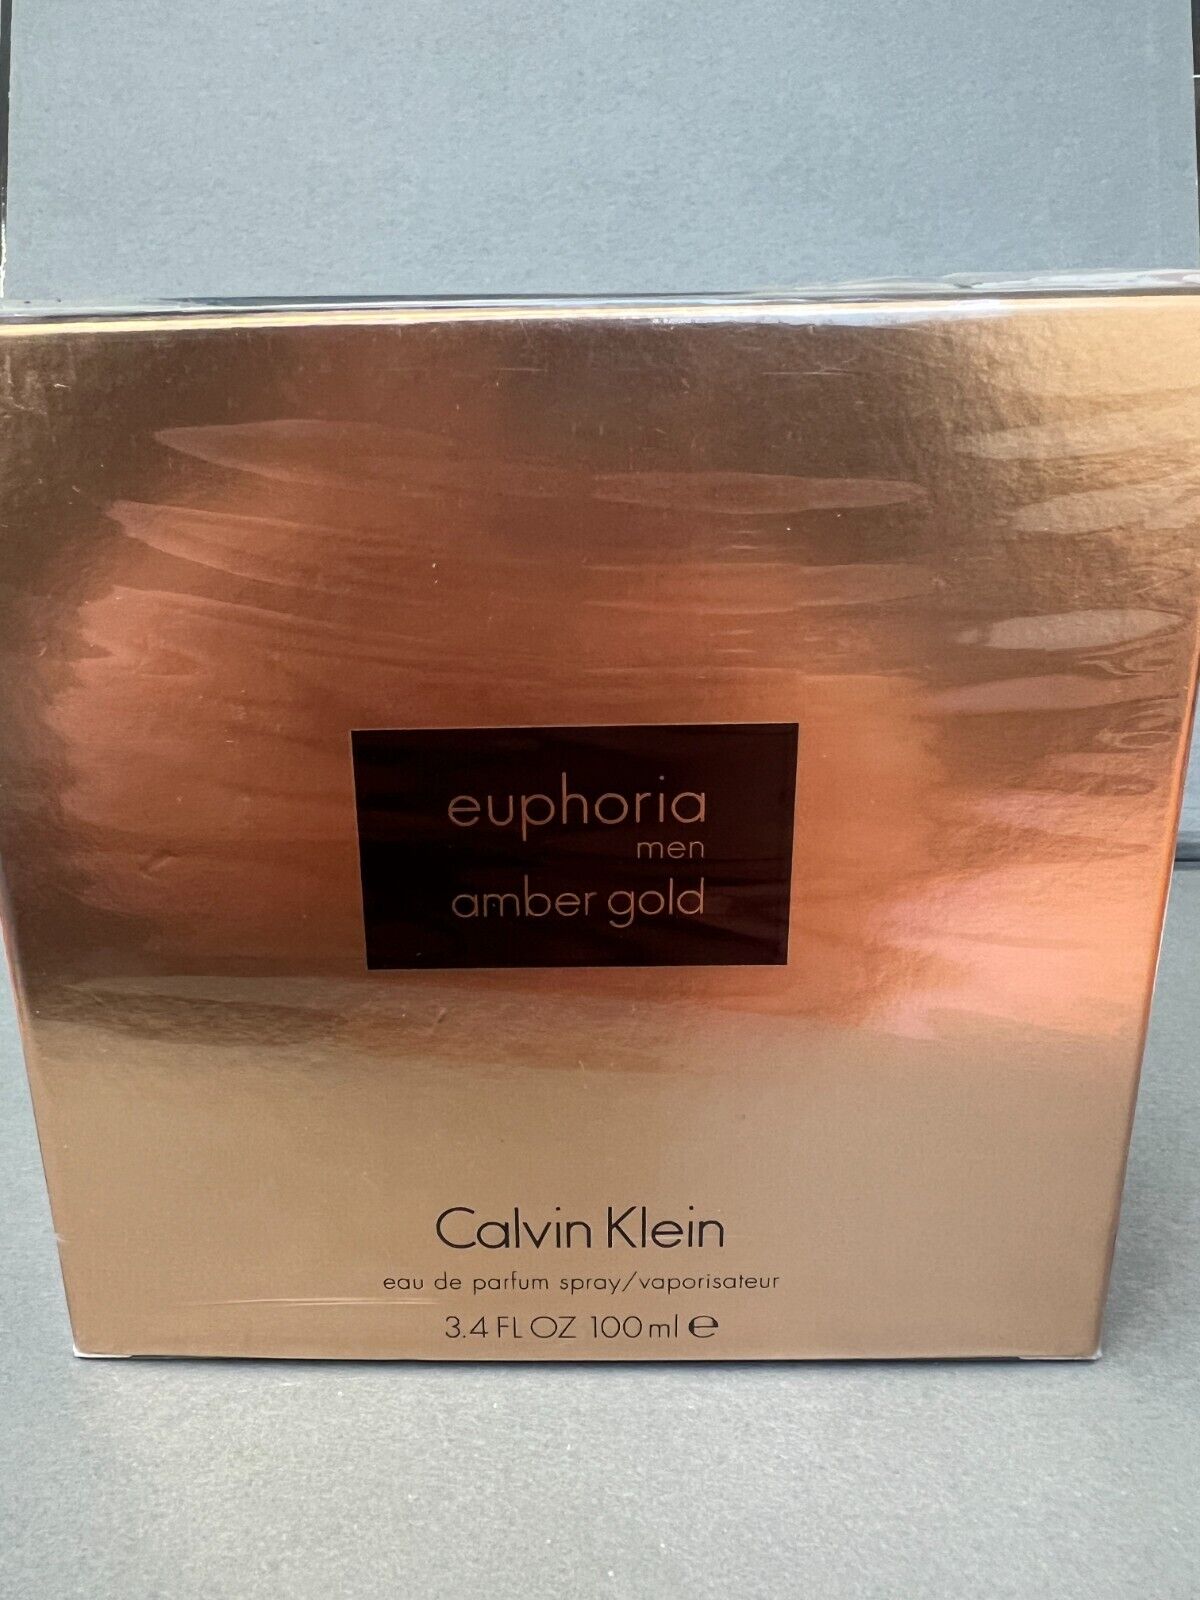 euphoria
men
amber gold
Calvin Klein
eau de parfum spray/vaporisateur
3.4 FL OZ 100 ml ℮